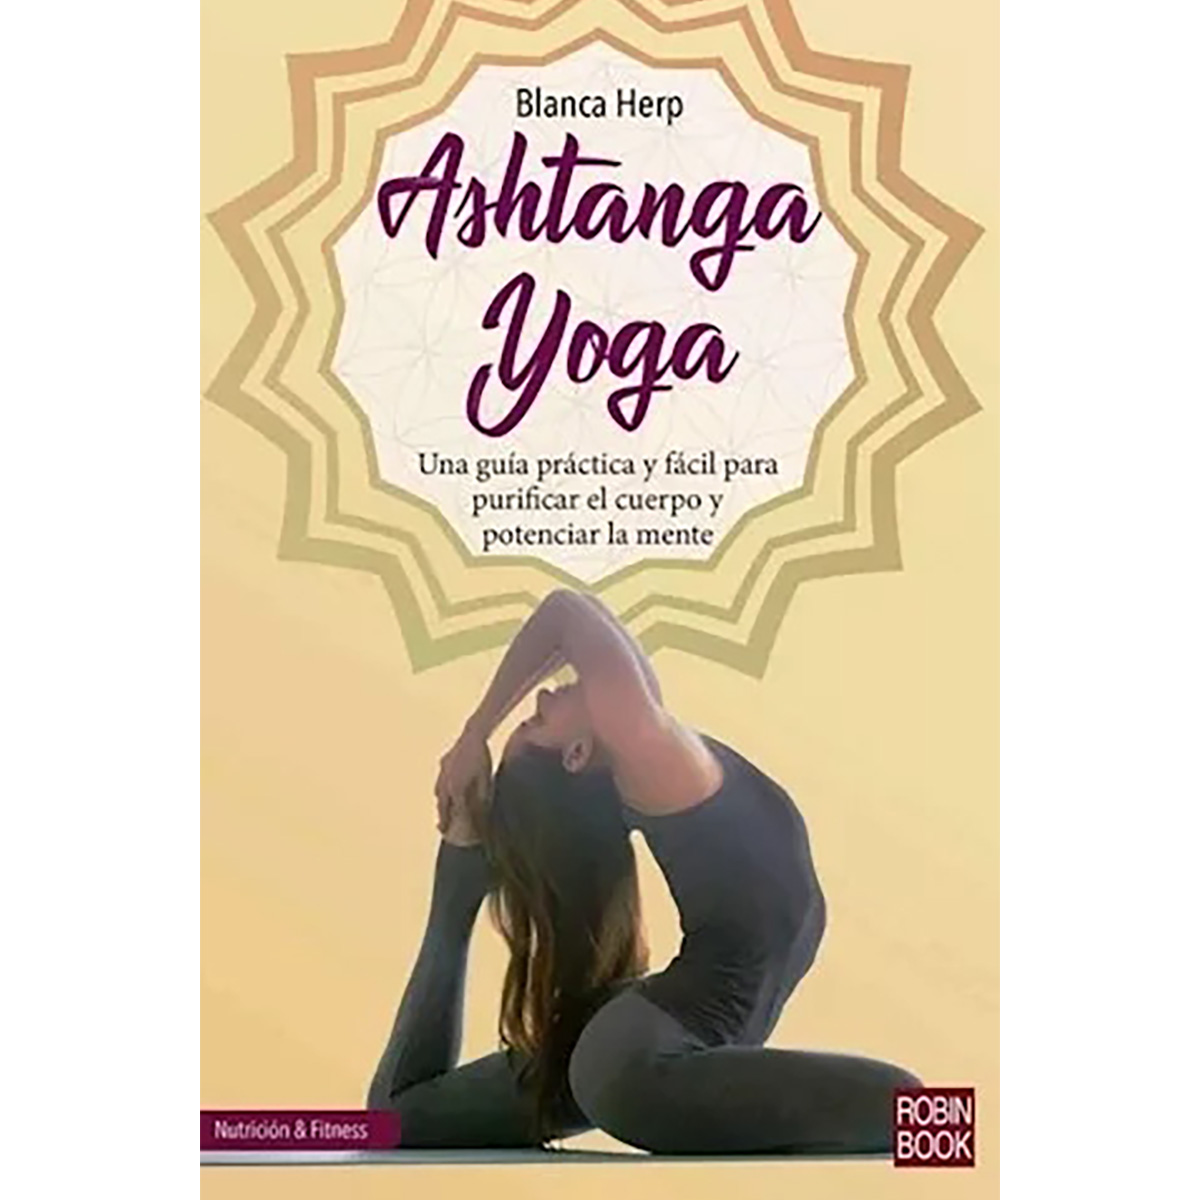 Blanca Herp
Ashtanga
Yoga
Una guía práctica y fácil para
purificar el cuerpo y
potenciar la mente
Nutrición & Fitness
ROBIN
BOOK